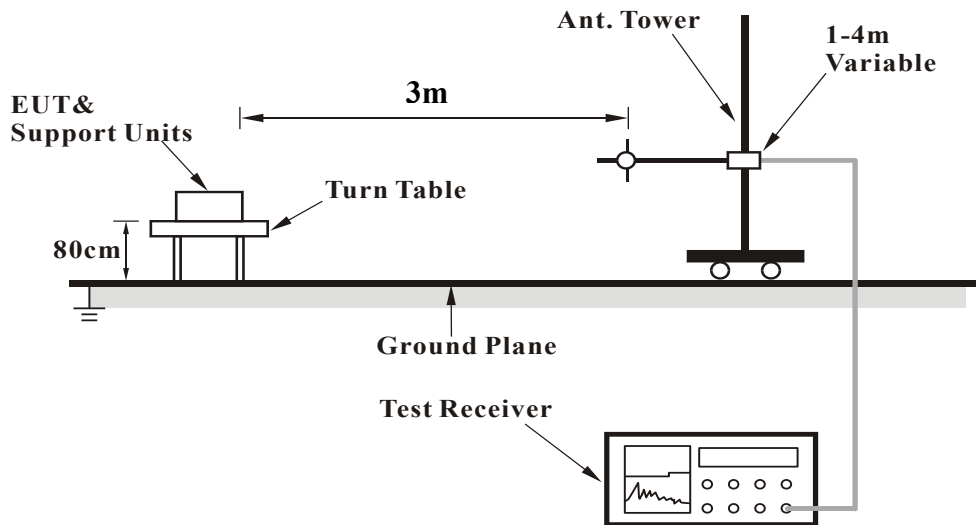 Ant. Tower
1-4m
Variable
3m
EUT&
Support Units
Turn Table
80cm
Ground Plane
Test Receiver